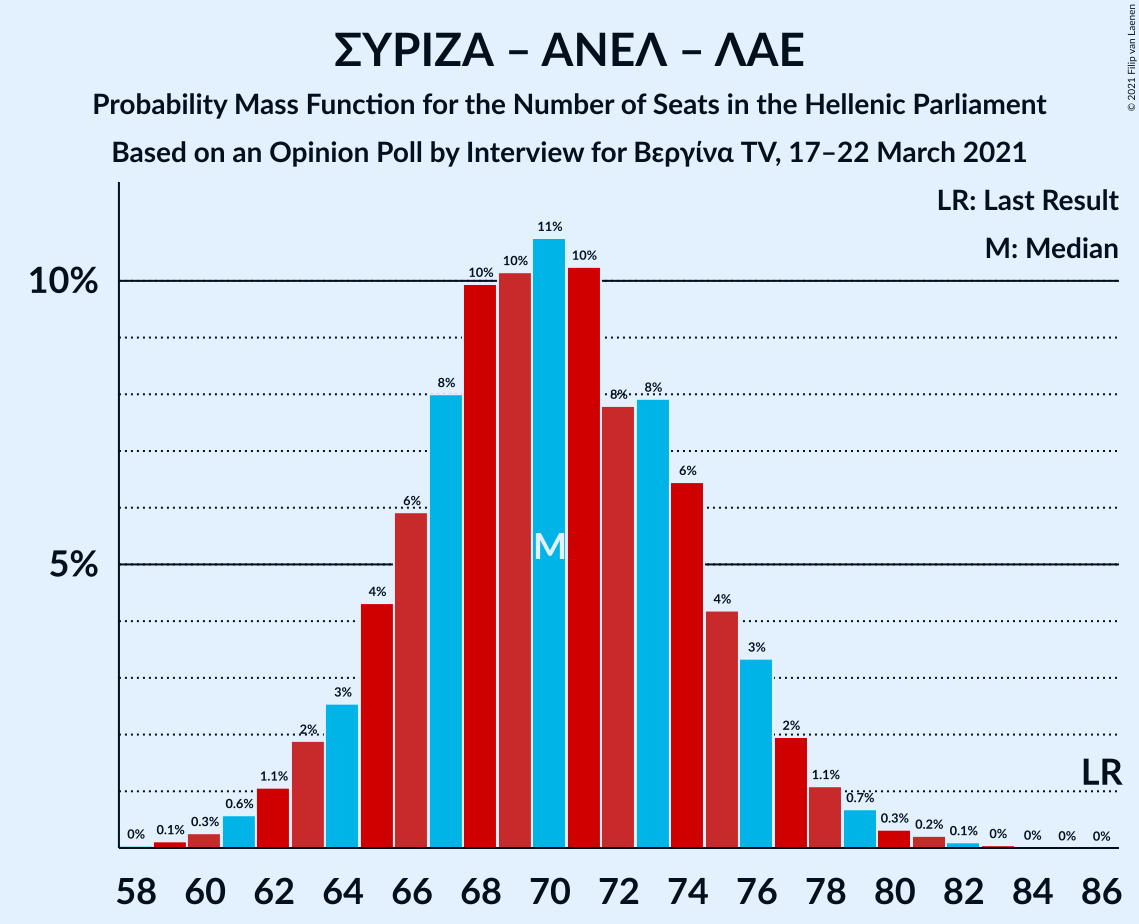 ΣΥΡΙΖΑ – ΑΝΕΛ – ΛΑΕ
Probability Mass Function for the Number of Seats in the Hellenic Parliament
Based on an Opinion Poll by Interview for Βεργίνα TV, 17–22 March 2021
© 2021 Filip van Laenen
LR: Last Result
M: Median
10%
5%
0% 0.1% 0.3% 0.6% 1.1% 2% 3% 4% 6% 8% 10% 10% 11% 10% 8% 8% 6% 4% 3% 2% 1.1% 0.7% 0.3% 0.2% 0.1% 0% 0% 0% 0%
M
LR
58 60 62 64 66 68 70 72 74 76 78 80 82 84 86